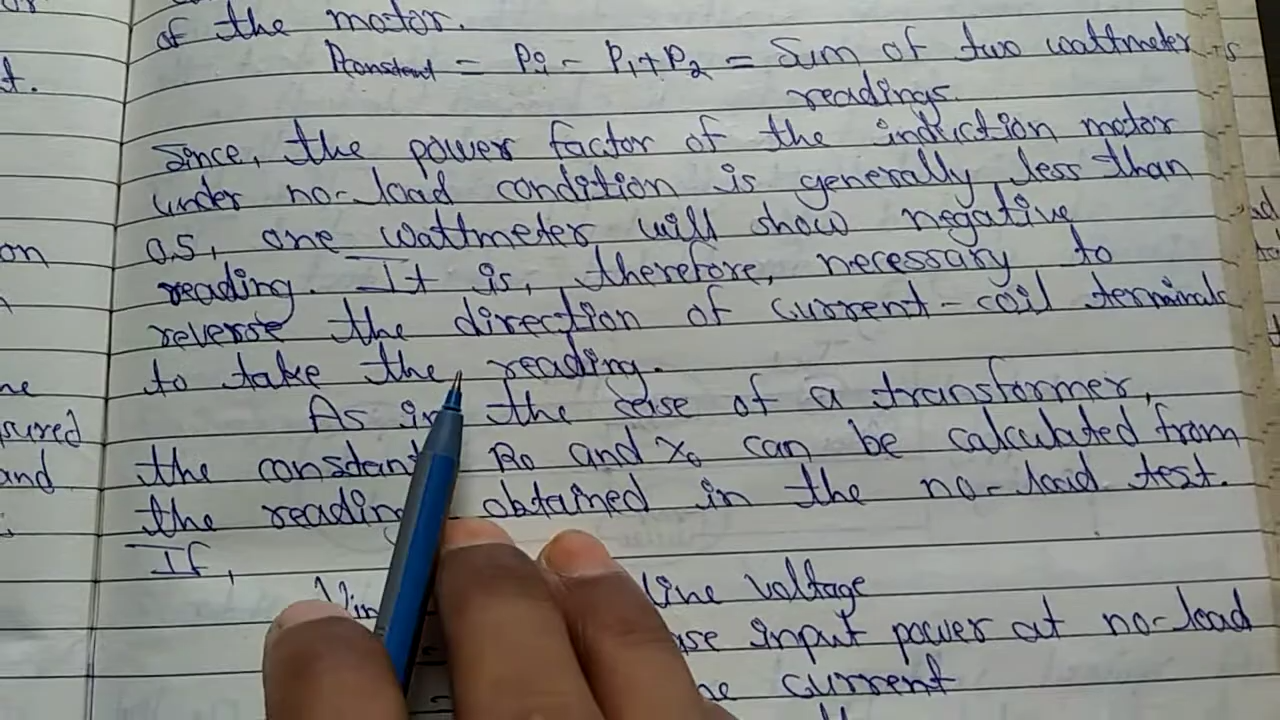 of the motor.
Pconstant = Pi - P1+P2 = Sum of two wattmeter
readings.
Since, the power factor of the induction motor
under no-load condition is generally less than
0.5, one wattmeter will show negative
reading. It is, therefore, necessary to
reverse the direction of current-coil terminals
to take the reading.
As in the case of a transformer,
the constant R0 and X0 can be calculated from
the reading obtained in the no-load test.
If,
Vin line voltage
input power at no-load
current